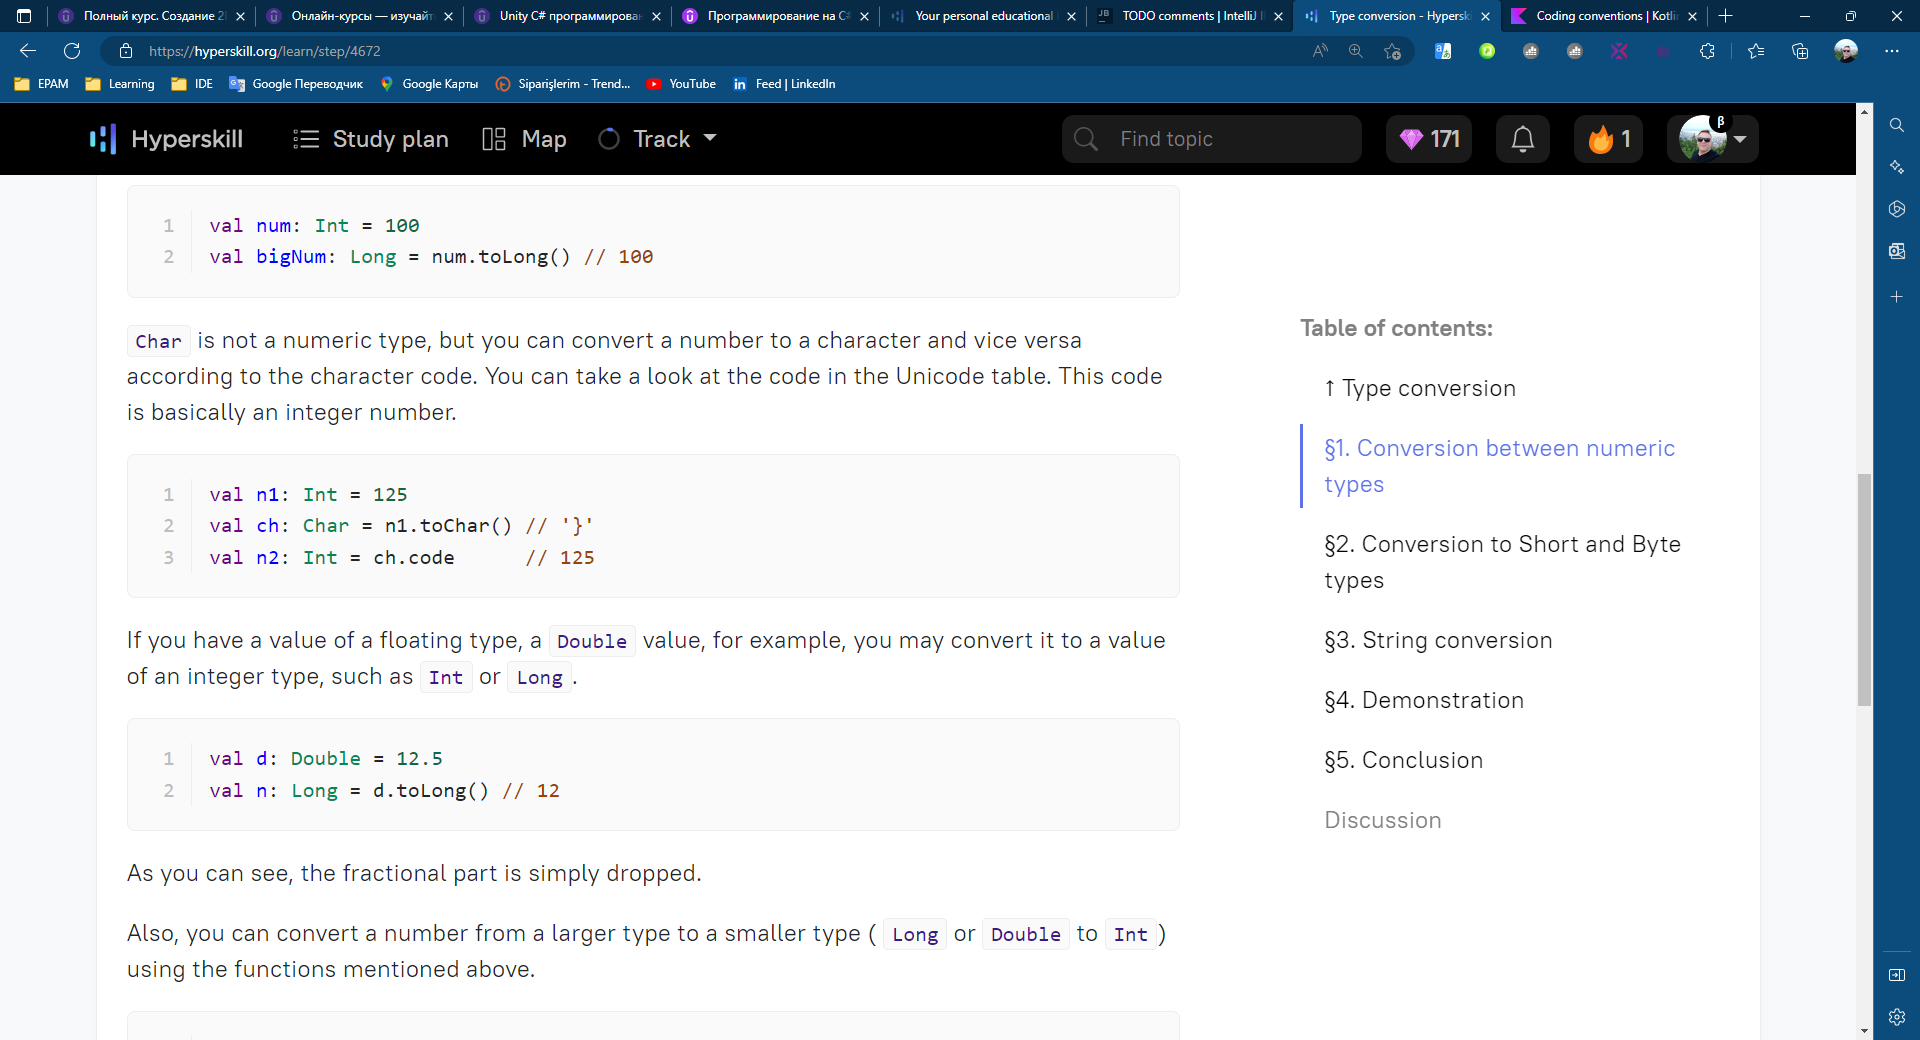 Полный курс. Создание 2
Онлайн-курсы — изучайт
Unity C# программирова
Программирование на C
Your personal educational
TODO comments | IntelliJ I
Type conversion - Hypersk
Coding conventions | Kotli
https://hyperskill.org/learn/step/4672
EPAM
Learning
IDE
Google Переводчик
Google Карты
Siparişlerim - Trend...
YouTube
Feed | LinkedIn
Hyperskill
Study plan
Map
Track
Find topic
171
1
β
1 val num: Int = 100
2 val bigNum: Long = num.toLong() // 100
Char is not a numeric type, but you can convert a number to a character and vice versa
according to the character code. You can take a look at the code in the Unicode table. This code
is basically an integer number.
1 val n1: Int = 125
2 val ch: Char = n1.toChar() // '}'
3 val n2: Int = ch.code      // 125
If you have a value of a floating type, a Double value, for example, you may convert it to a value
of an integer type, such as Int or Long.
1 val d: Double = 12.5
2 val n: Long = d.toLong() // 12
As you can see, the fractional part is simply dropped.
Also, you can convert a number from a larger type to a smaller type ( Long or Double to Int )
using the functions mentioned above.
Table of contents:
↑ Type conversion
§1. Conversion between numeric
types
§2. Conversion to Short and Byte
types
§3. String conversion
§4. Demonstration
§5. Conclusion
Discussion